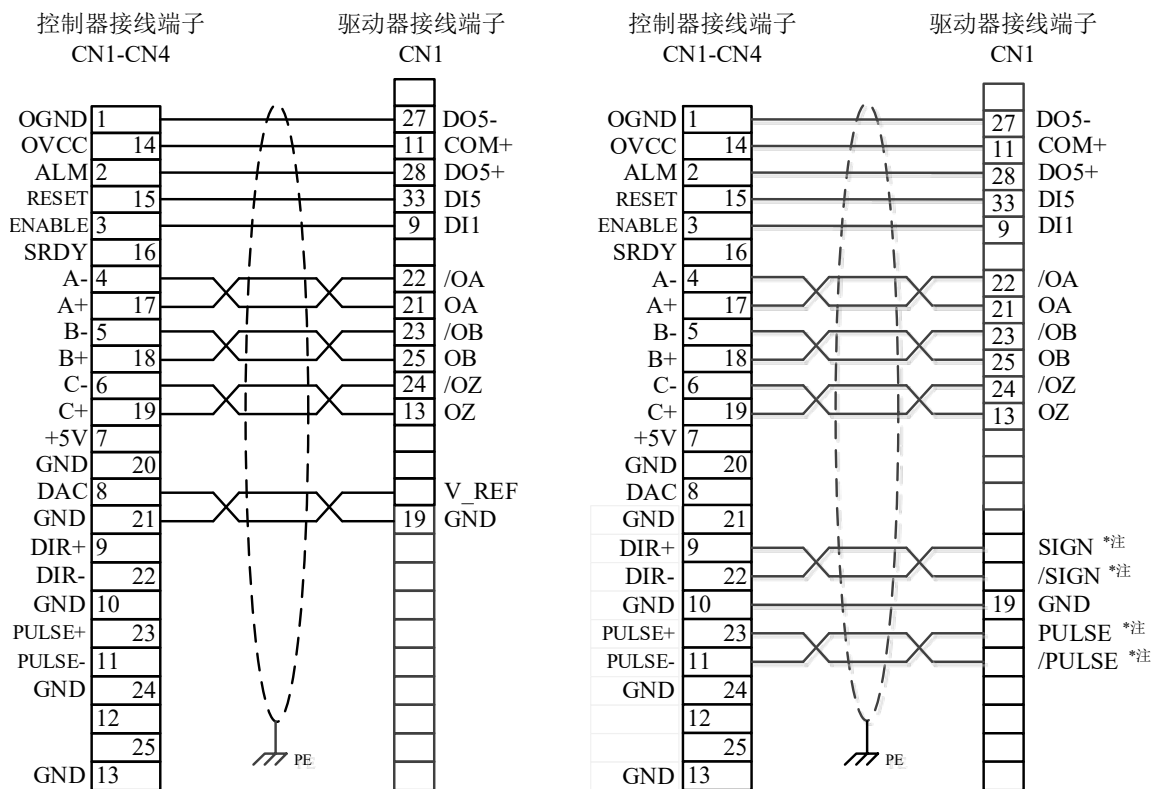 控制器接线端子 驱动器接线端子
CN1-CN4 CN1
OGND 1 27 DO5-
OVCC 14 11 COM+
ALM 2 28 DO5+
RESET 15 33 DI5
ENABLE 3 9 DI1
SRDY 16
A- 4 22 /OA
A+ 17 21 OA
B- 5 23 /OB
B+ 18 25 OB
C- 6 24 /OZ
C+ 19 13 OZ
+5V 7
GND 20
DAC 8 V_REF
GND 21 19 GND
DIR+ 9
DIR- 22
GND 10
PULSE+ 23
PULSE- 11
GND 24
12
25
GND 13
PE
控制器接线端子 驱动器接线端子
CN1-CN4 CN1
OGND 1 27 DO5-
OVCC 14 11 COM+
ALM 2 28 DO5+
RESET 15 33 DI5
ENABLE 3 9 DI1
SRDY 16
A- 4 22 /OA
A+ 17 21 OA
B- 5 23 /OB
B+ 18 25 OB
C- 6 24 /OZ
C+ 19 13 OZ
+5V 7
GND 20
DAC 8
GND 21
DIR+ 9 SIGN *注
DIR- 22 /SIGN *注
GND 10 19 GND
PULSE+ 23 PULSE *注
PULSE- 11 /PULSE *注
GND 24
12
25
GND 13
PE